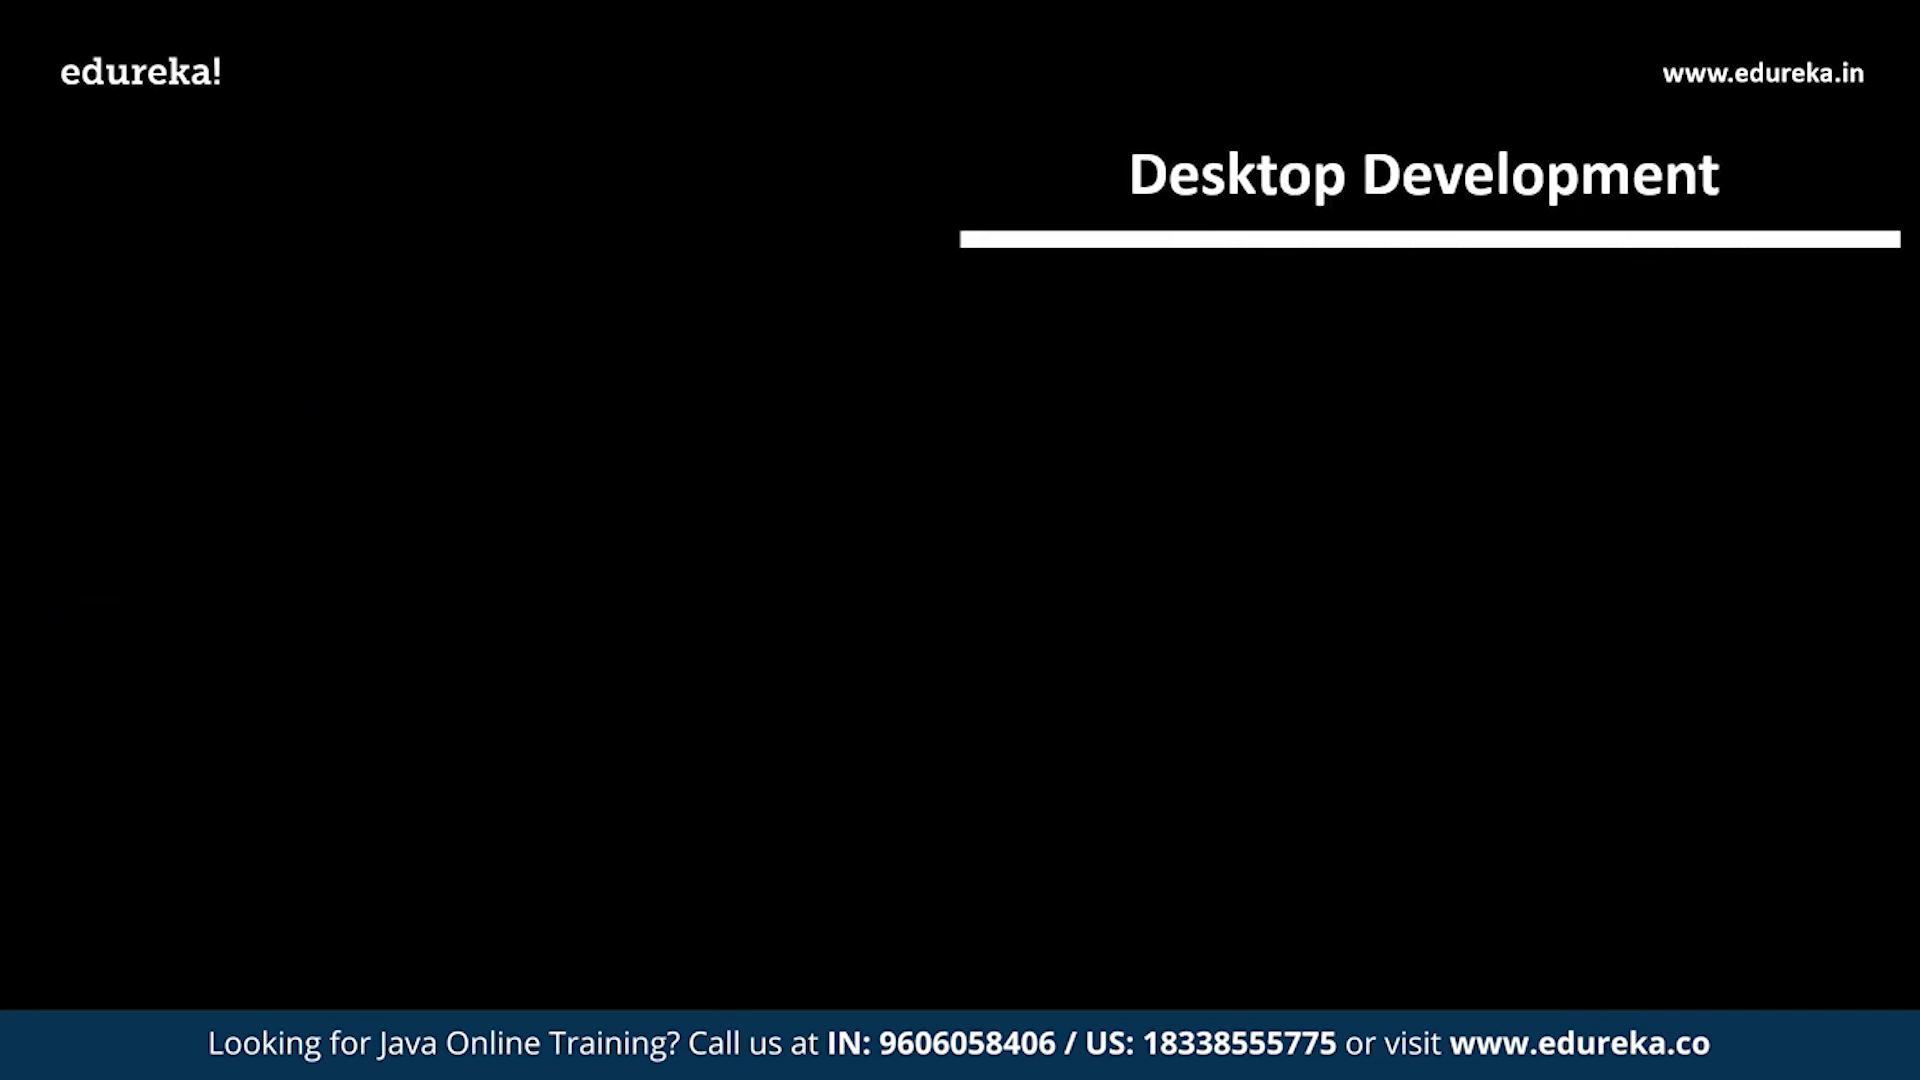 edureka!
www.edureka.in
Desktop Development
Looking for Java Online Training? Call us at IN: 9606058406 / US: 18338555775 or visit www.edureka.co